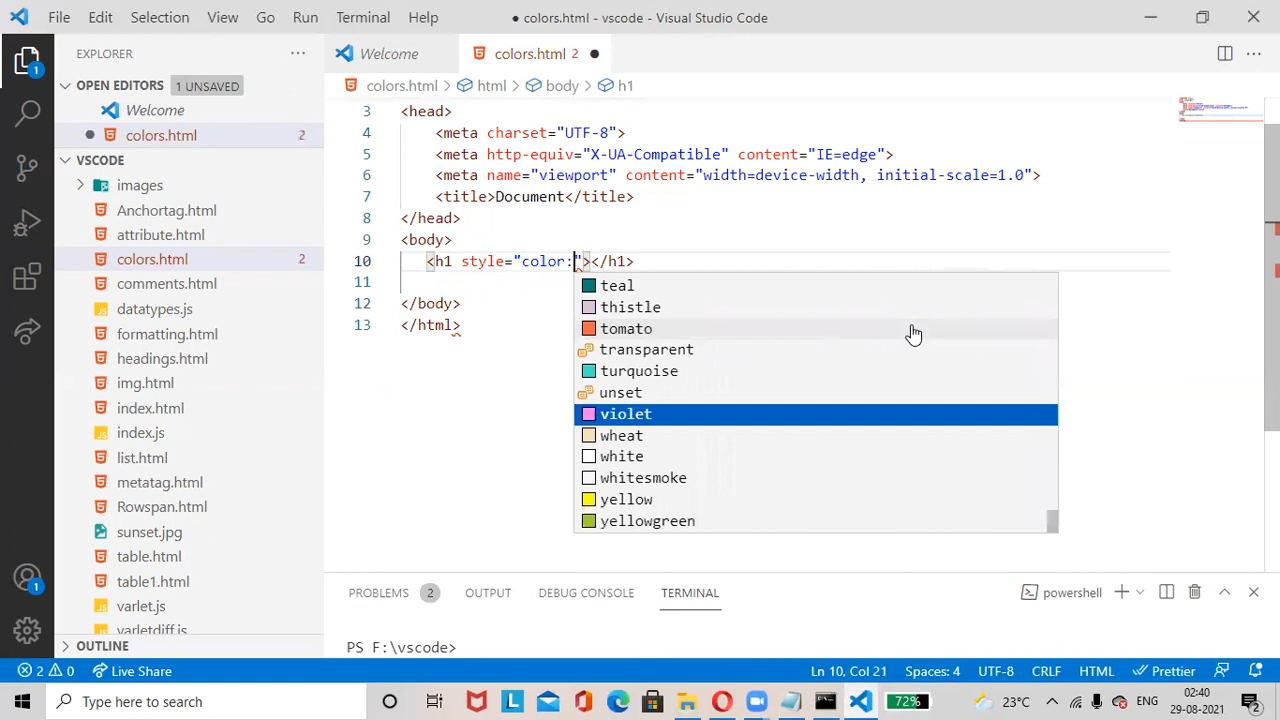 File Edit Selection View Go Run Terminal Help
● colors.html - vscode - Visual Studio Code
EXPLORER
Welcome
colors.html 2 ●
OPEN EDITORS 1 UNSAVED
colors.html > html > body > h1
Welcome
● colors.html 2
VSCODE
images
Anchortag.html
attribute.html
colors.html 2
comments.html
datatypes.js
formatting.html
headings.html
img.html
index.html
index.js
list.html
metatag.html
Rowspan.html
sunset.jpg
table.html
table1.html
varlet.js
varletdiff.js
OUTLINE
3 <head>
4 <meta charset="UTF-8">
5 <meta http-equiv="X-UA-Compatible" content="IE=edge">
6 <meta name="viewport" content="width=device-width, initial-scale=1.0">
7 <title>Document</title>
8 </head>
9 <body>
10 <h1 style="color:"></h1>
11
12 </body>
13 </html>
teal
thistle
tomato
transparent
turquoise
unset
violet
wheat
white
whitesmoke
yellow
yellowgreen
PROBLEMS 2 OUTPUT DEBUG CONSOLE TERMINAL
powershell
PS F:\vscode>
1
1
2 0 Live Share
Ln 10, Col 21 Spaces: 4 UTF-8 CRLF HTML Prettier
Type here to search
72%
23°C
ENG
02:40
29-08-2021
2